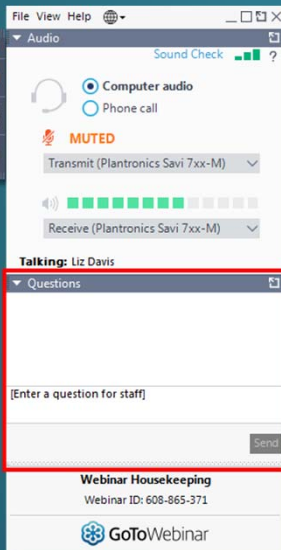 File View Help
Audio
Sound Check ?
Computer audio
Phone call
MUTED
Transmit (Plantronics Savi 7xx-M)
Receive (Plantronics Savi 7xx-M)
Talking: Liz Davis
Questions
[Enter a question for staff]
Send
Webinar Housekeeping
Webinar ID: 608-865-371
GoToWebinar